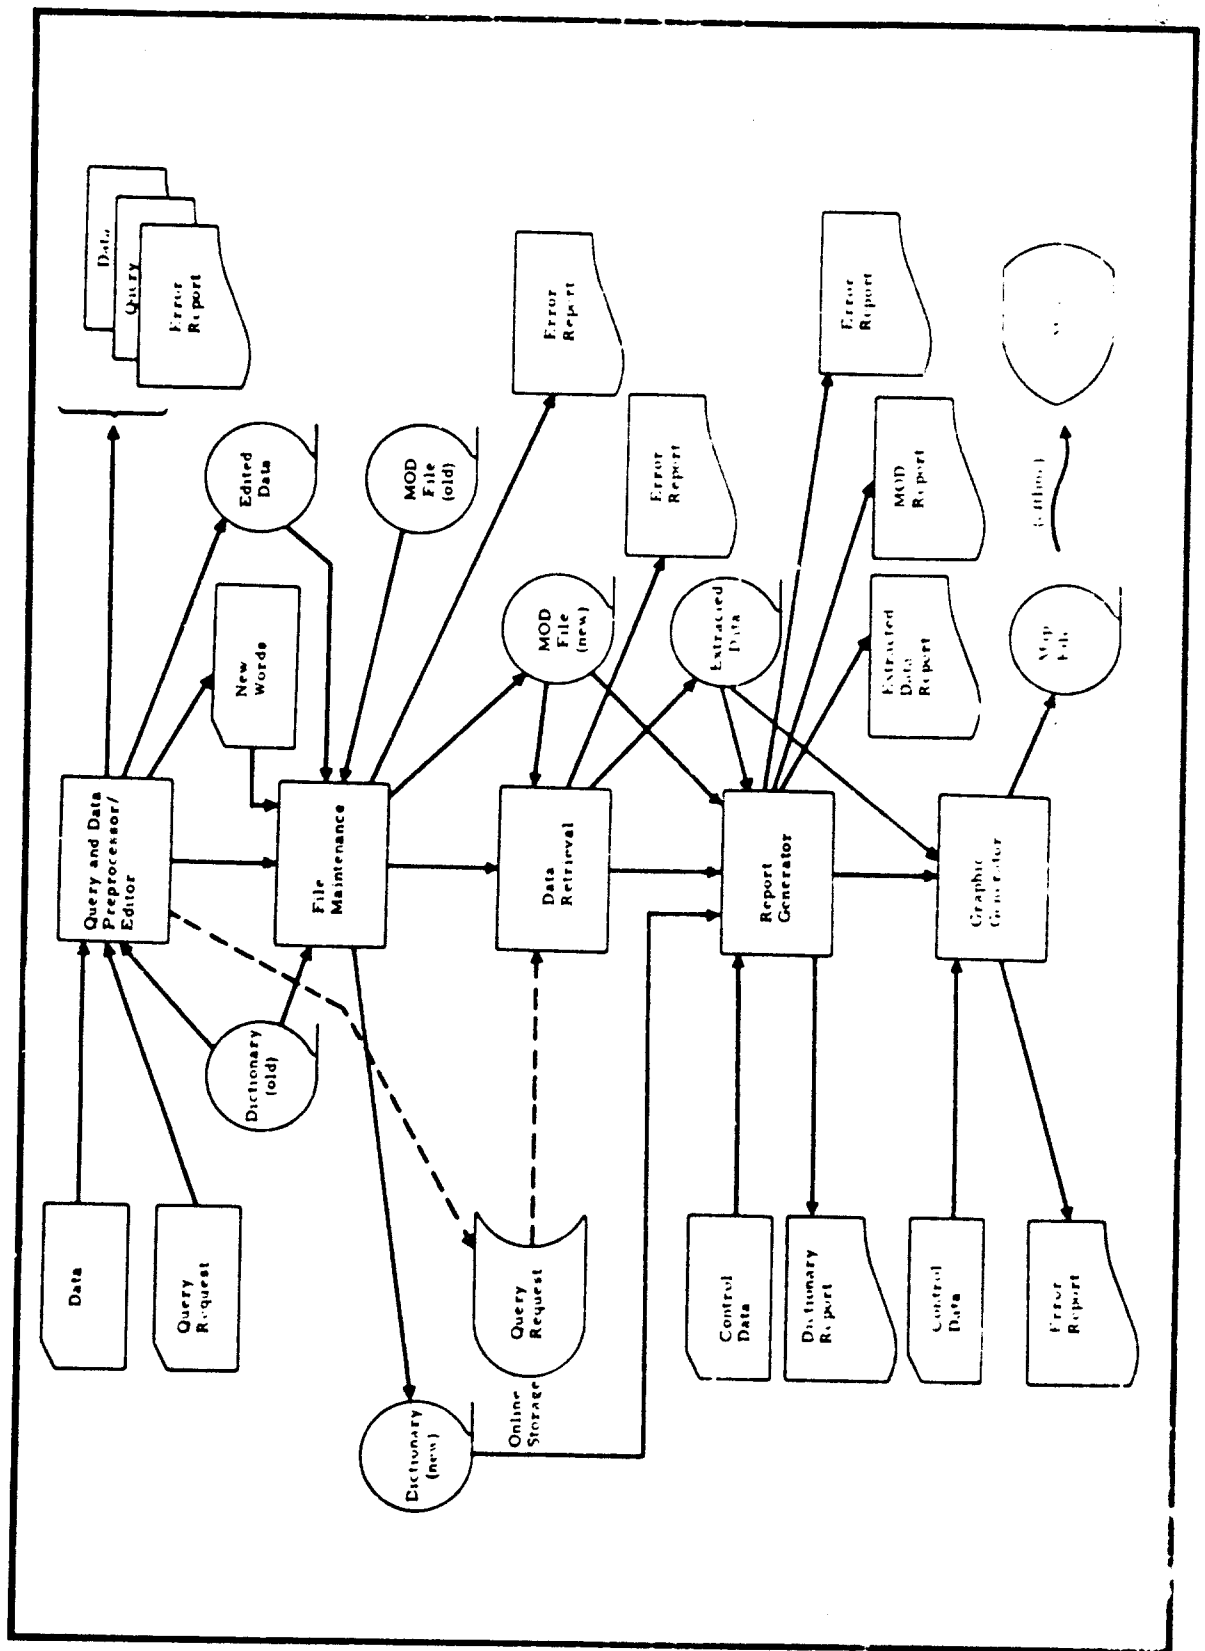 Data
Query
Error
Report
Edited
Data
MOD
File
(old)
New
Words
Error
Report
Error
Report
Error
Report
MOD
Report
Extracted
Data
Report
MOD
File
(new)
Extracted
Data
Map
File
Query and Data
Preprocessor/
Editor
File
Maintenance
Data
Retrieval
Report
Generator
Graphic
Generator
Dictionary
(old)
Data
Query
Request
Dictionary
(new)
Query
Request
Online
Storage
Control
Data
Dictionary
Report
Control
Data
Error
Report